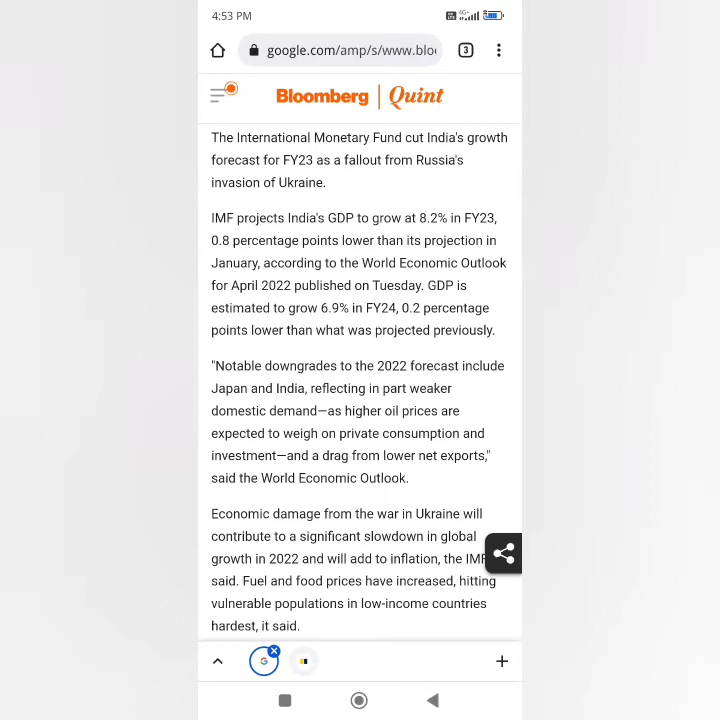 4:53 PM
4G+
google.com/amp/s/www.blo
3
Bloomberg | Quint
The International Monetary Fund cut India's growth
forecast for FY23 as a fallout from Russia's
invasion of Ukraine.
IMF projects India's GDP to grow at 8.2% in FY23,
0.8 percentage points lower than its projection in
January, according to the World Economic Outlook
for April 2022 published on Tuesday. GDP is
estimated to grow 6.9% in FY24, 0.2 percentage
points lower than what was projected previously.
"Notable downgrades to the 2022 forecast include
Japan and India, reflecting in part weaker
domestic demand—as higher oil prices are
expected to weigh on private consumption and
investment—and a drag from lower net exports,"
said the World Economic Outlook.
Economic damage from the war in Ukraine will
contribute to a significant slowdown in global
growth in 2022 and will add to inflation, the IMF
said. Fuel and food prices have increased, hitting
vulnerable populations in low-income countries
hardest, it said.
G